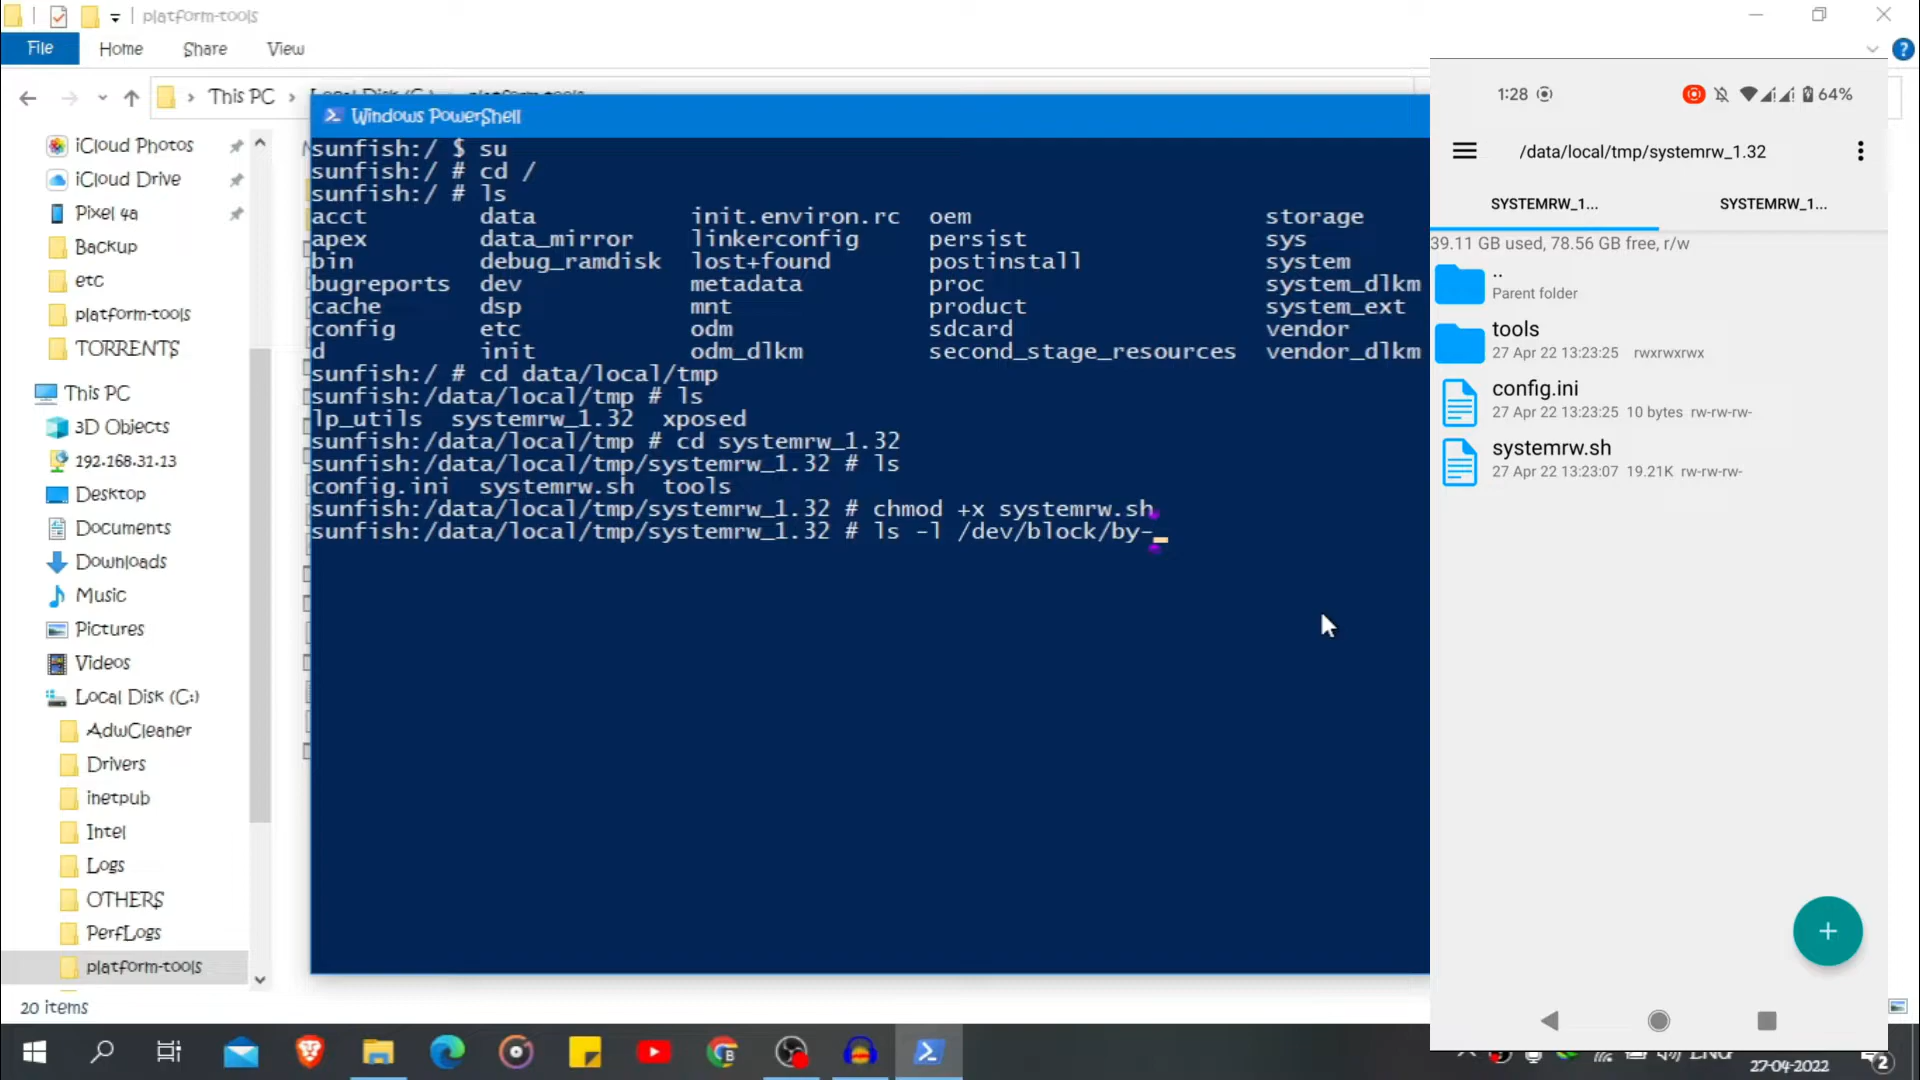 platform-tools
File Home Share View
This PC
iCloud Photos
iCloud Drive
Pixel 4a
Backup
etc
platform-tools
TORRENTS
This PC
3D Objects
192.168.31.13
Desktop
Documents
Downloads
Music
Pictures
Videos
Local Disk (C:)
AdwCleaner
Drivers
inetpub
Intel
Logs
OTHERS
PerfLogs
platform-tools
20 items
Windows PowerShell
sunfish:/ $ su
sunfish:/ # cd /
sunfish:/ # ls
acct data init.environ.rc oem storage
apex data_mirror linkerconfig persist sys
bin debug_ramdisk lost+found postinstall system
bugreports dev metadata proc system_dlkm
cache dsp mnt product system_ext
config etc odm sdcard vendor
d init odm_dlkm second_stage_resources vendor_dlkm
sunfish:/ # cd data/local/tmp
sunfish:/data/local/tmp # ls
lp_utils systemrw_1.32 xposed
sunfish:/data/local/tmp # cd systemrw_1.32
sunfish:/data/local/tmp/systemrw_1.32 # ls
config.ini systemrw.sh tools
sunfish:/data/local/tmp/systemrw_1.32 # chmod +x systemrw.sh
sunfish:/data/local/tmp/systemrw_1.32 # ls -l /dev/block/by-
1:28 64%
/data/local/tmp/systemrw_1.32
SYSTEMRW_1... SYSTEMRW_1...
39.11 GB used, 78.56 GB free, r/w
..
Parent folder
tools
27 Apr 22 13:23:25 rwxrwxrwx
config.ini
27 Apr 22 13:23:25 10 bytes rw-rw-rw-
systemrw.sh
27 Apr 22 13:23:07 19.21K rw-rw-rw-
27-04-2022
2